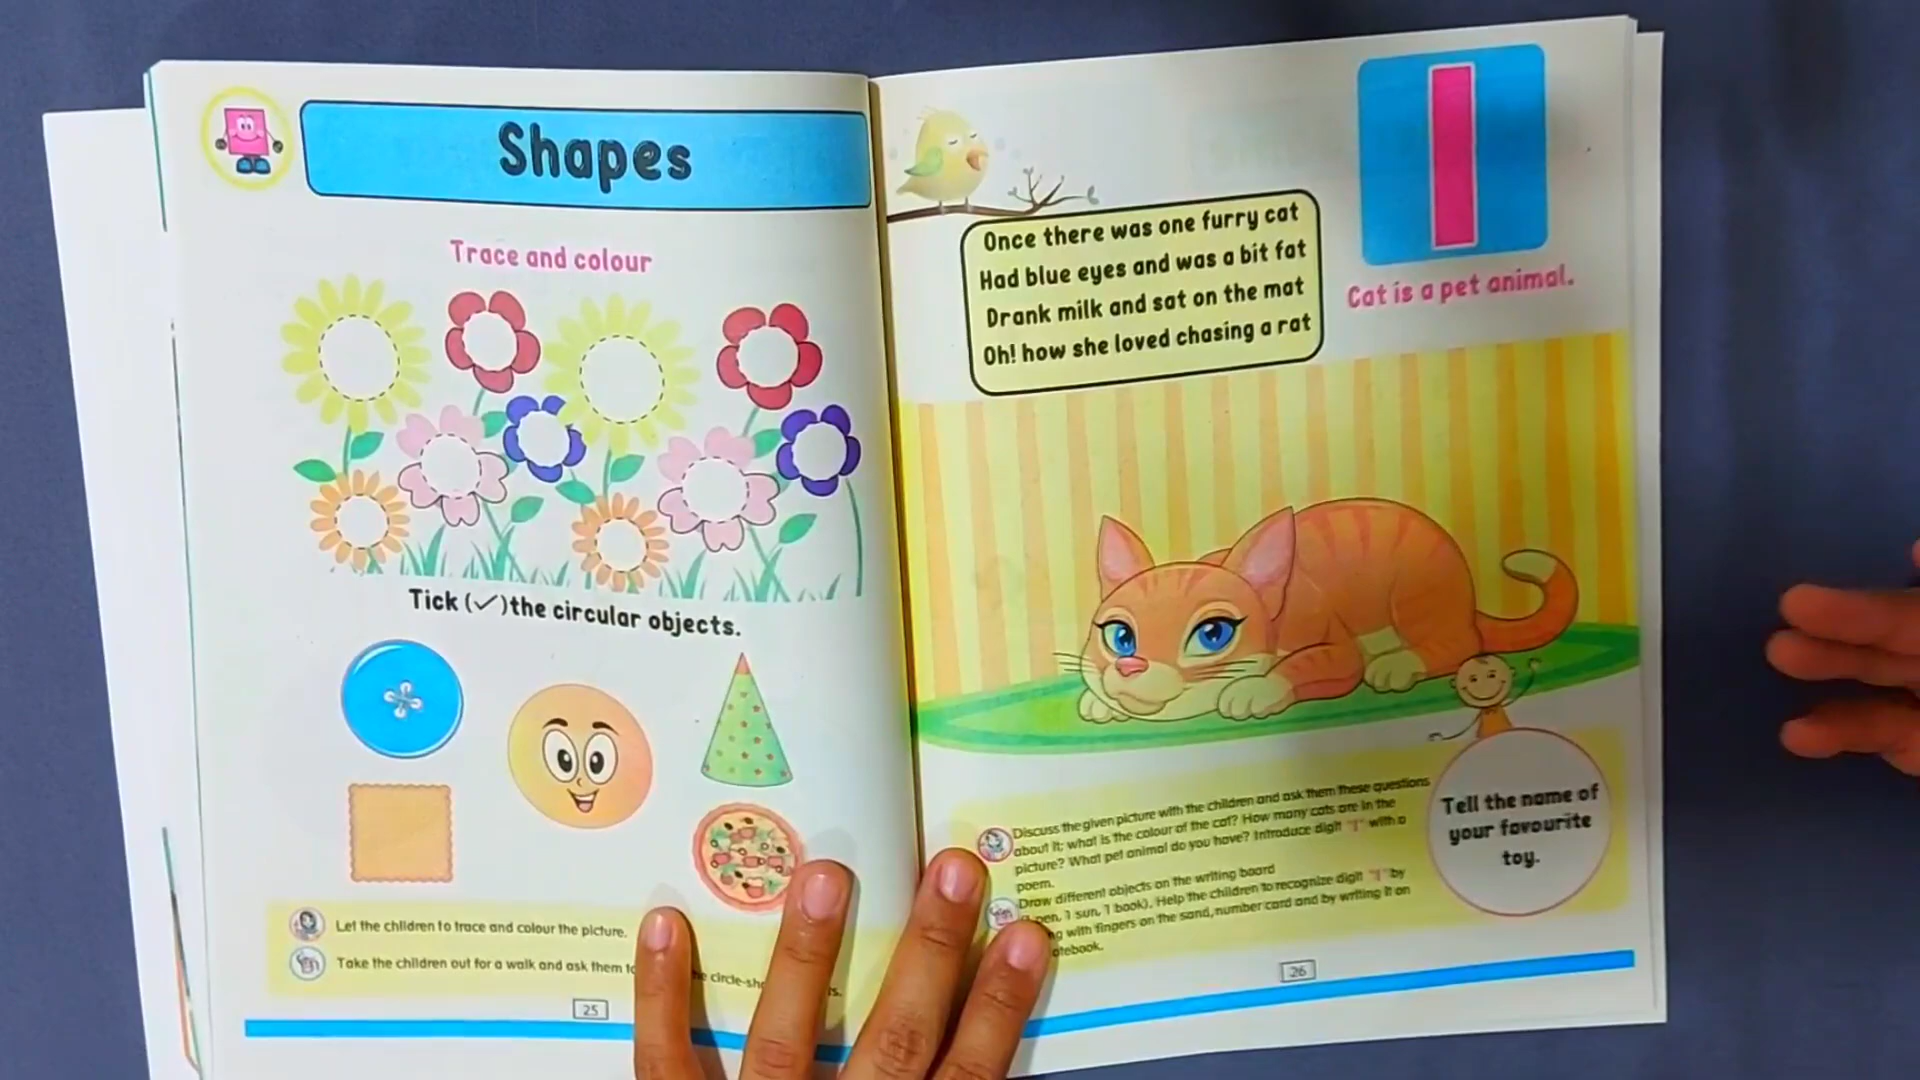 Shapes
Trace and colour
Tick (✓) the circular objects.
Let the children to trace and colour the picture.
Take the children out for a walk and ask them to circle-sh
25
1
Once there was one furry cat
Had blue eyes and was a bit fat
Drank milk and sat on the mat
Oh! how she loved chasing a rat
Cat is a pet animal.
Discuss the given picture with the children and ask them these questions
about it; what is the colour of the cat? How many cats are in the
picture? What pet animal do you have? Introduce digit "1" with a
poem.
Draw different objects on the writing board
pen, 1 sun, 1 book). Help the children to recognize digit "1" by
with fingers on the sand, number card and by writing it on
Tell the name of
your favourite
toy.
26